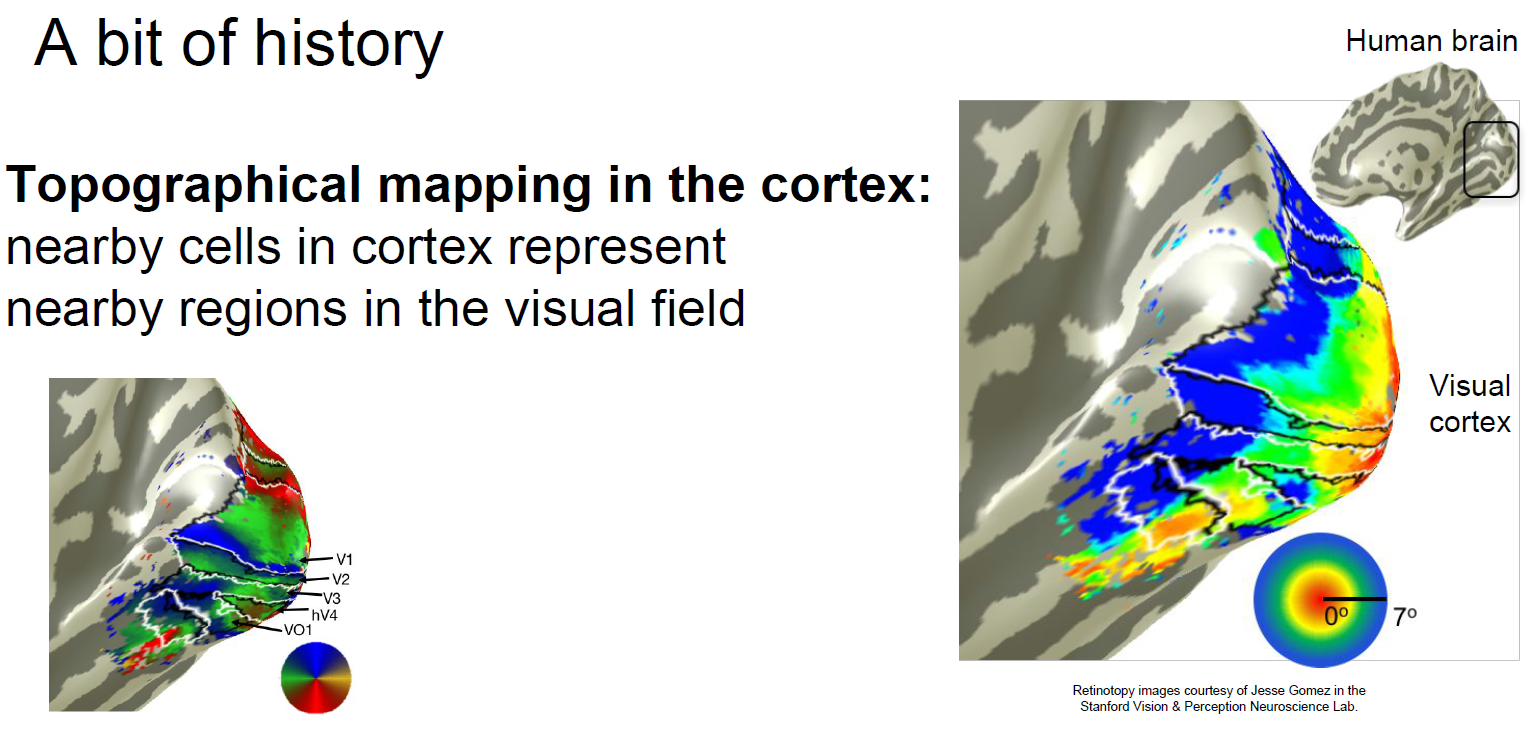 A bit of history
Human brain
Topographical mapping in the cortex:
nearby cells in cortex represent
nearby regions in the visual field
Visual
cortex
V1
V2
V3
hV4
VO1
0º
7º
Retinotopy images courtesy of Jesse Gomez in the
Stanford Vision & Perception Neuroscience Lab.